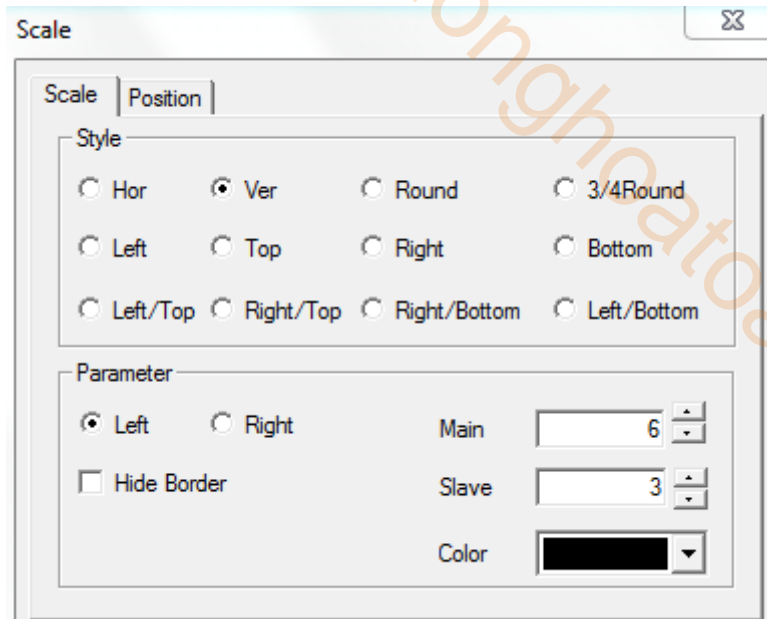 Scale
Scale Position
Style
Hor Ver Round 3/4Round
Left Top Right Bottom
Left/Top Right/Top Right/Bottom Left/Bottom
Parameter
Left Right Main 6
Hide Border Slave 3
Color
onghoatoa